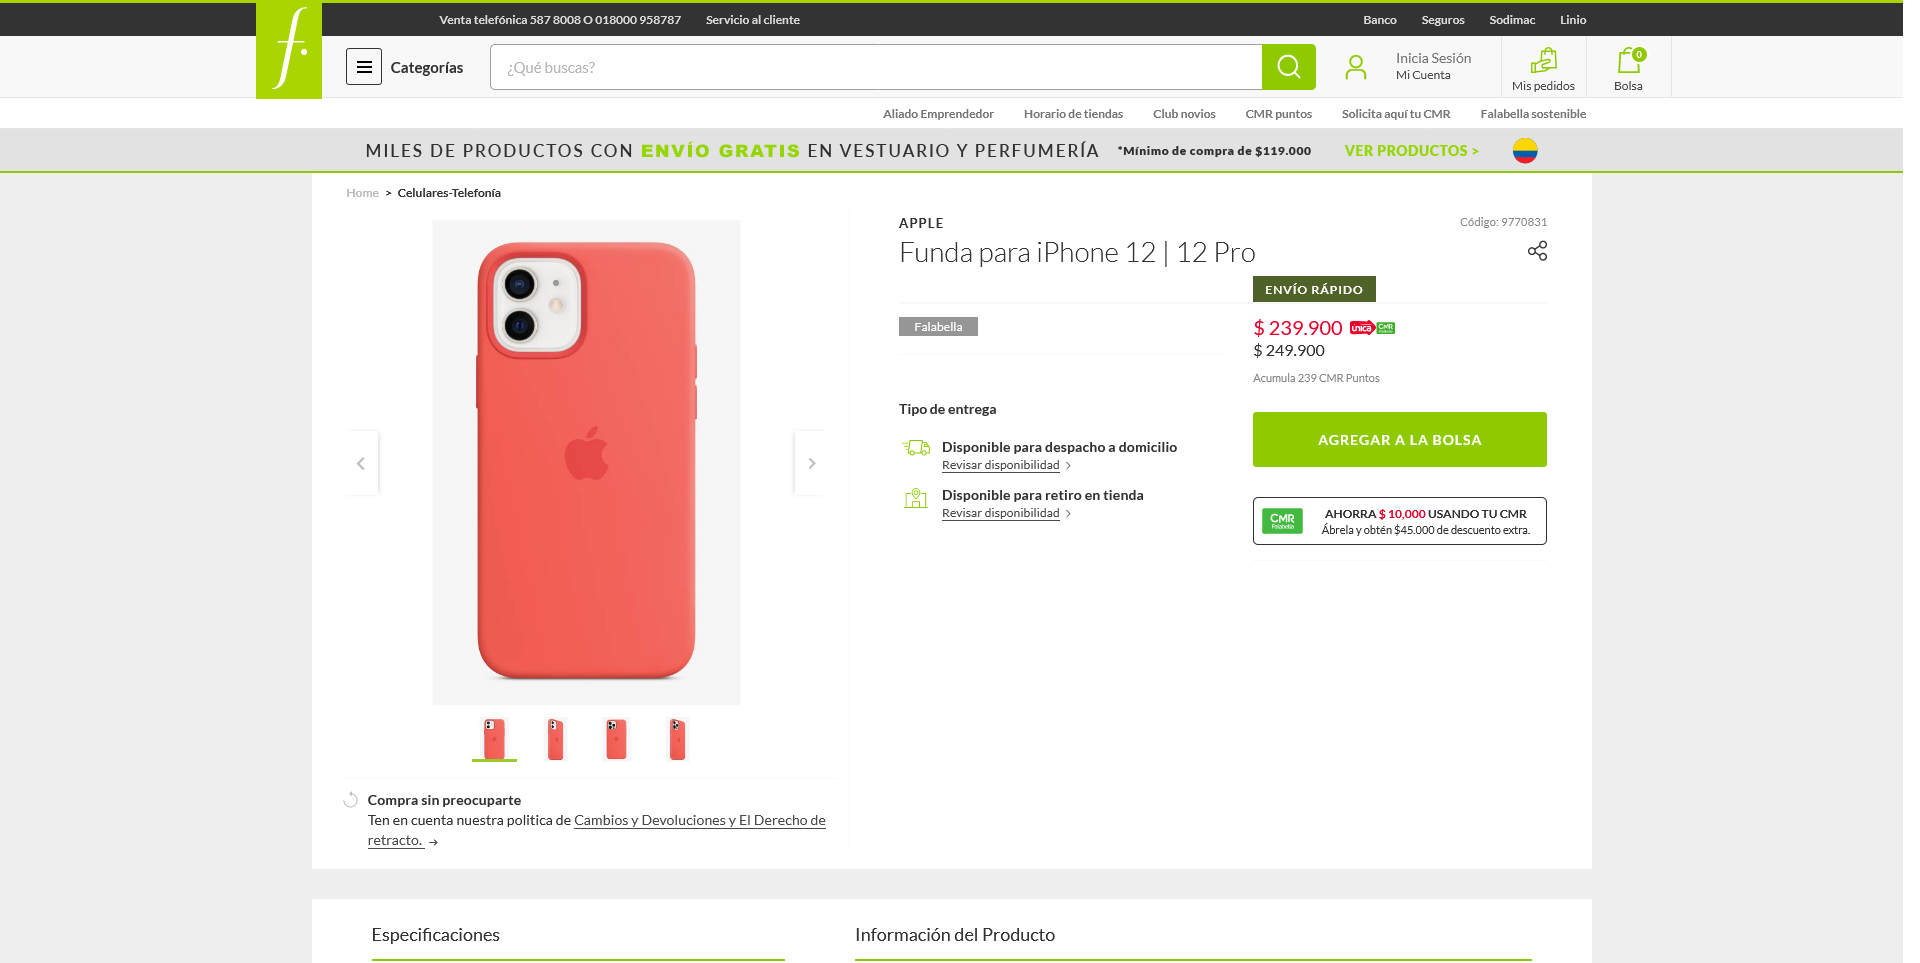 Venta telefónica 587 8008 O 018000 958787 Servicio al cliente Banco Seguros Sodimac Linio
f.
Categorías ¿Qué buscas?
Inicia Sesión
Mi Cuenta
Mis pedidos
0
Bolsa
Aliado Emprendedor Horario de tiendas Club novios CMR puntos Solicita aquí tu CMR Falabella sostenible
MILES DE PRODUCTOS CON ENVÍO GRATIS EN VESTUARIO Y PERFUMERÍA *Mínimo de compra de $119.000 VER PRODUCTOS >
Home > Celulares-Telefonía
APPLE
Código: 9770831
Funda para iPhone 12 | 12 Pro
ENVÍO RÁPIDO
Falabella
$ 239.900 única CMR
$ 249.900
Acumula 239 CMR Puntos
Tipo de entrega
Disponible para despacho a domicilio
Revisar disponibilidad >
Disponible para retiro en tienda
Revisar disponibilidad >
AGREGAR A LA BOLSA
CMR
Falabella
AHORRA $ 10,000 USANDO TU CMR
Ábrela y obtén $45.000 de descuento extra.
Compra sin preocuparte
Ten en cuenta nuestra politica de Cambios y Devoluciones y El Derecho de
retracto. →
Especificaciones
Información del Producto